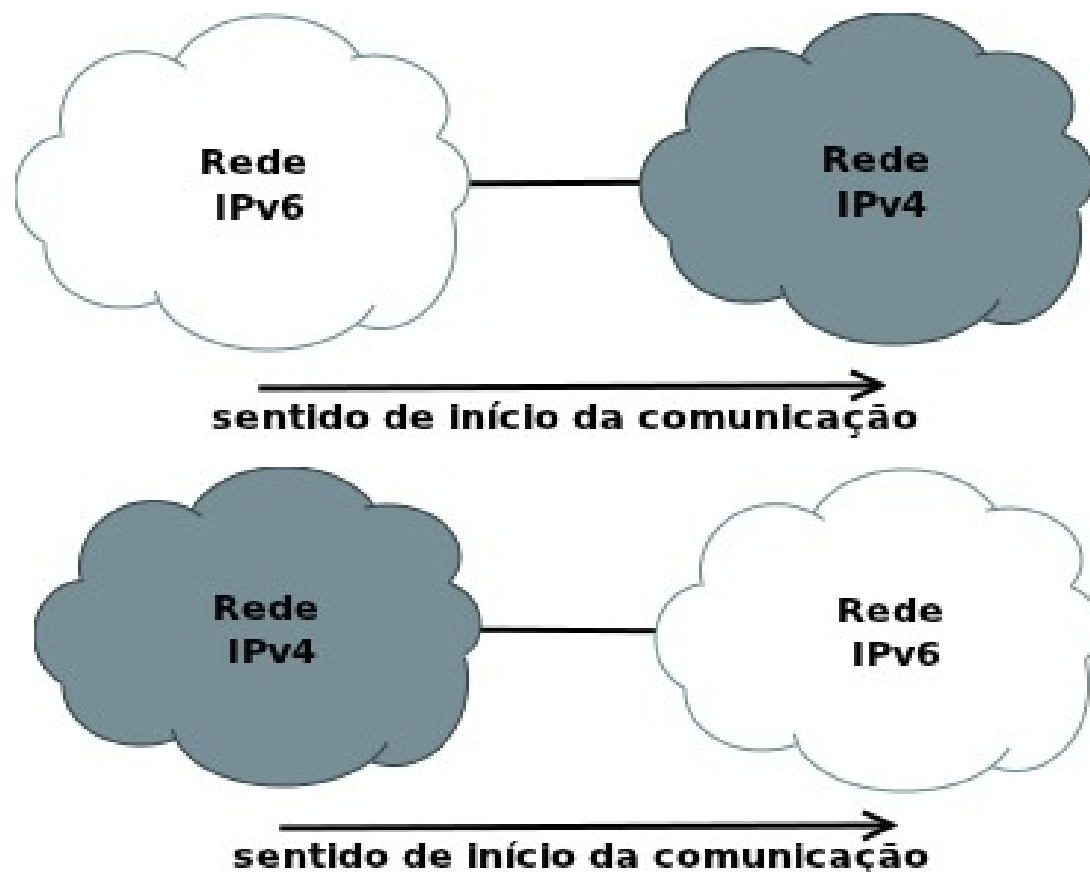 Rede
IPv6
Rede
IPv4
sentido de início da comunicação
Rede
IPv4
Rede
IPv6
sentido de início da comunicação